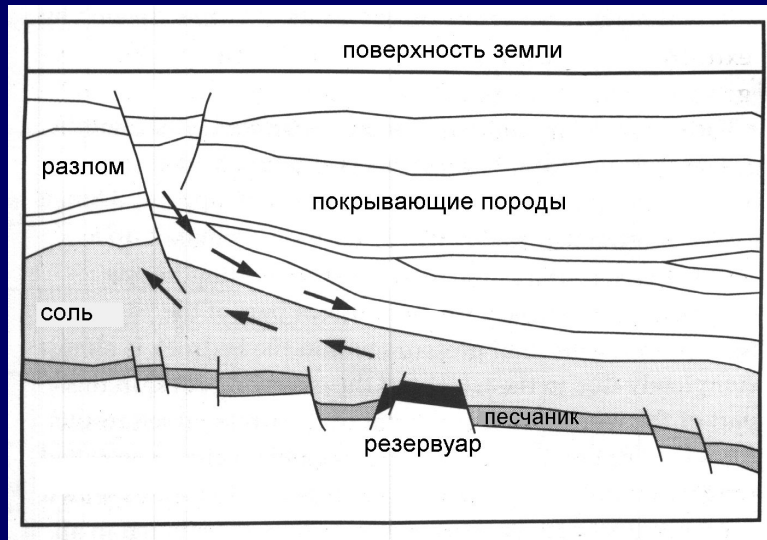 поверхность земли
разлом
покрывающие породы
соль
песчаник
резервуар